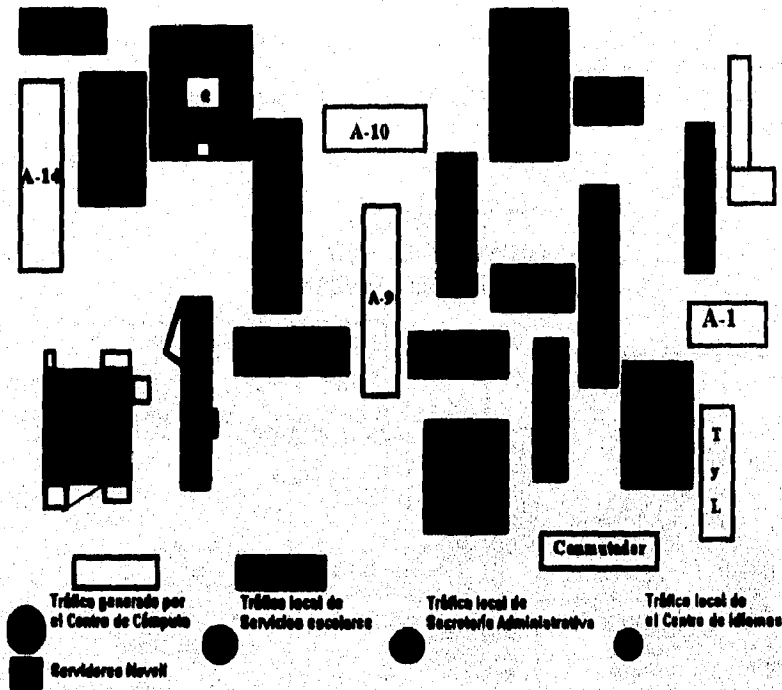 e
A-10
A-14
A-9
A-1
T
y
L
Conmutador
Tráfico generado por
el Centro de Cómputo
Tráfico local de
Servicios escolares
Tráfico local de
Secretaría Administrativa
Tráfico local de
el Centro de Idiomas
Servidores Novell